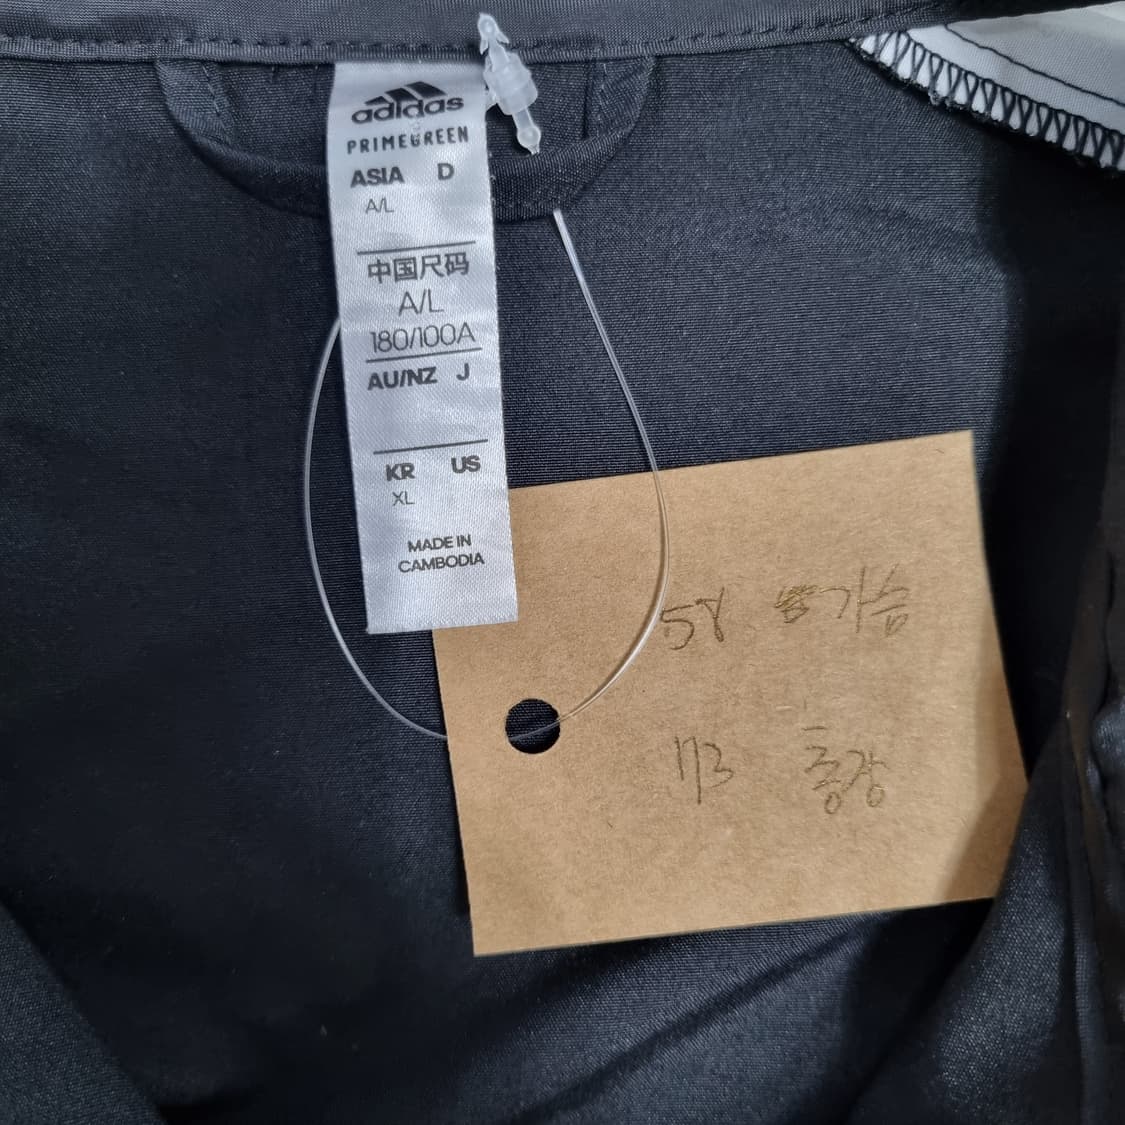 adidas
PRIMEGREEN
ASIA D
A/L
中国尺码
A/L
180/100A
AU/NZ J
KR US
XL
MADE IN
CAMBODIA
58 가슴
73 총장